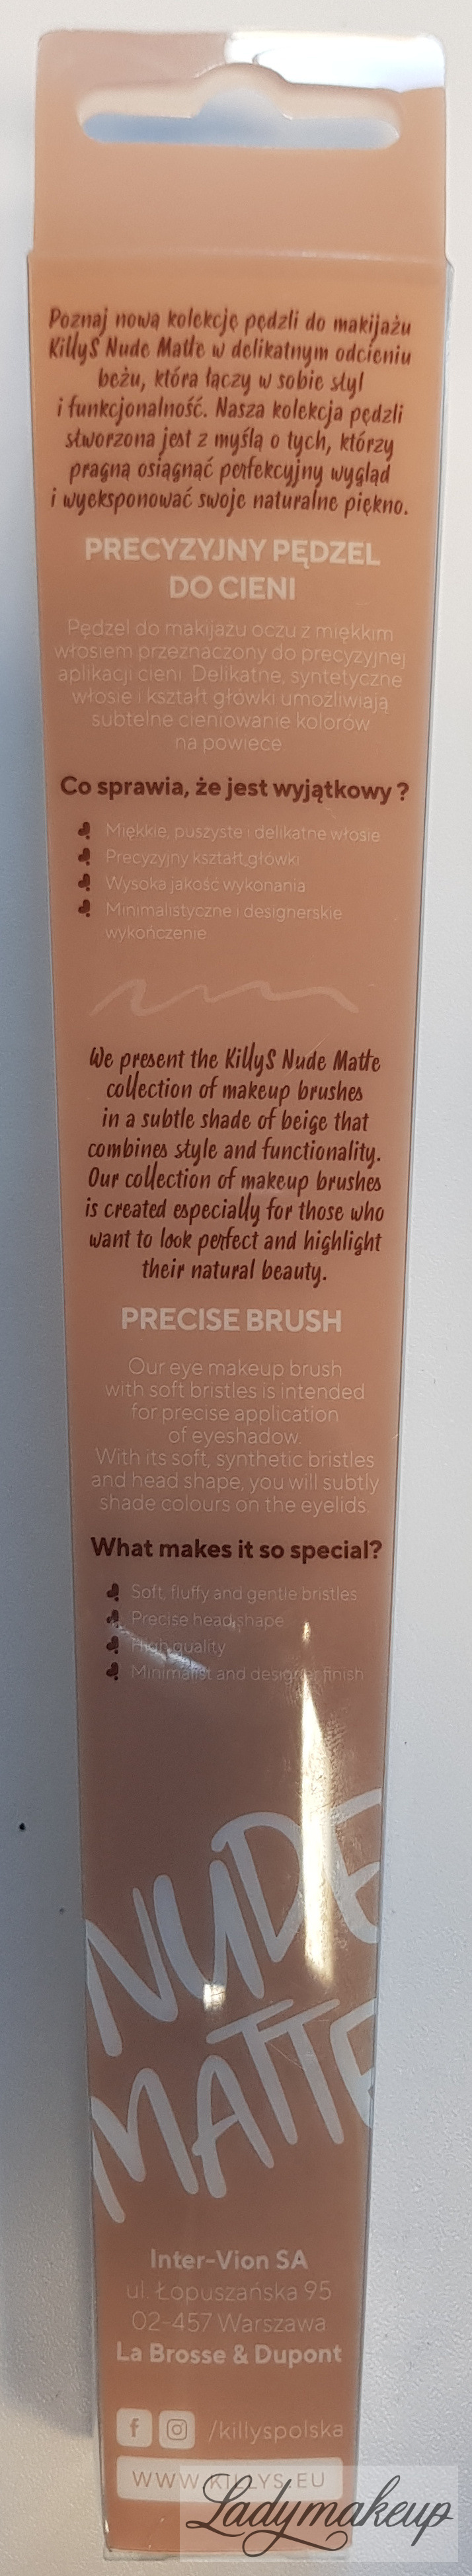 Poznaj nową kolekcję pędzli do makijażu
KillyS Nude Matte w delikatnym odcieniu
beżu, która łączy w sobie styl
i funkcjonalność. Nasza kolekcja pędzli
stworzona jest z myślą o tych, którzy
pragną osiągnąć perfekcyjny wygląd
i wyeksponować swoje naturalne piękno.
PRECYZYJNY PĘDZEL
DO CIENI
Pędzel do makijażu oczu z miękkim
włosiem przeznaczony do precyzyjnej
aplikacji cieni. Delikatne, syntetyczne
włosie i kształt główki umożliwiają
subtelne cieniowanie kolorów
na powiece.
Co sprawia, że jest wyjątkowy ?
Miękkie, puszyste i delikatne włosie
Precyzyjny kształt główki
Wysoka jakość wykonania
Minimalistyczne i designerskie
wykończenie
We present the KillyS Nude Matte
collection of makeup brushes
in a subtle shade of beige that
combines style and functionality.
Our collection of makeup brushes
is created especially for those who
want to look perfect and highlight
their natural beauty.
PRECISE BRUSH
Our eye makeup brush
with soft bristles is intended
for precise application
of eyeshadow.
With its soft, synthetic bristles
and head shape, you will subtly
shade colours on the eyelids.
What makes it so special?
Soft, fluffy and gentle bristles
Precise head shape
High quality
Minimalist and designer finish
NUDE
MATTE
Inter-Vion SA
ul. Łopuszańska 95
02-457 Warszawa
La Brosse & Dupont
/killyspolska
WWW.KILLYS.EU
Ladymakeup